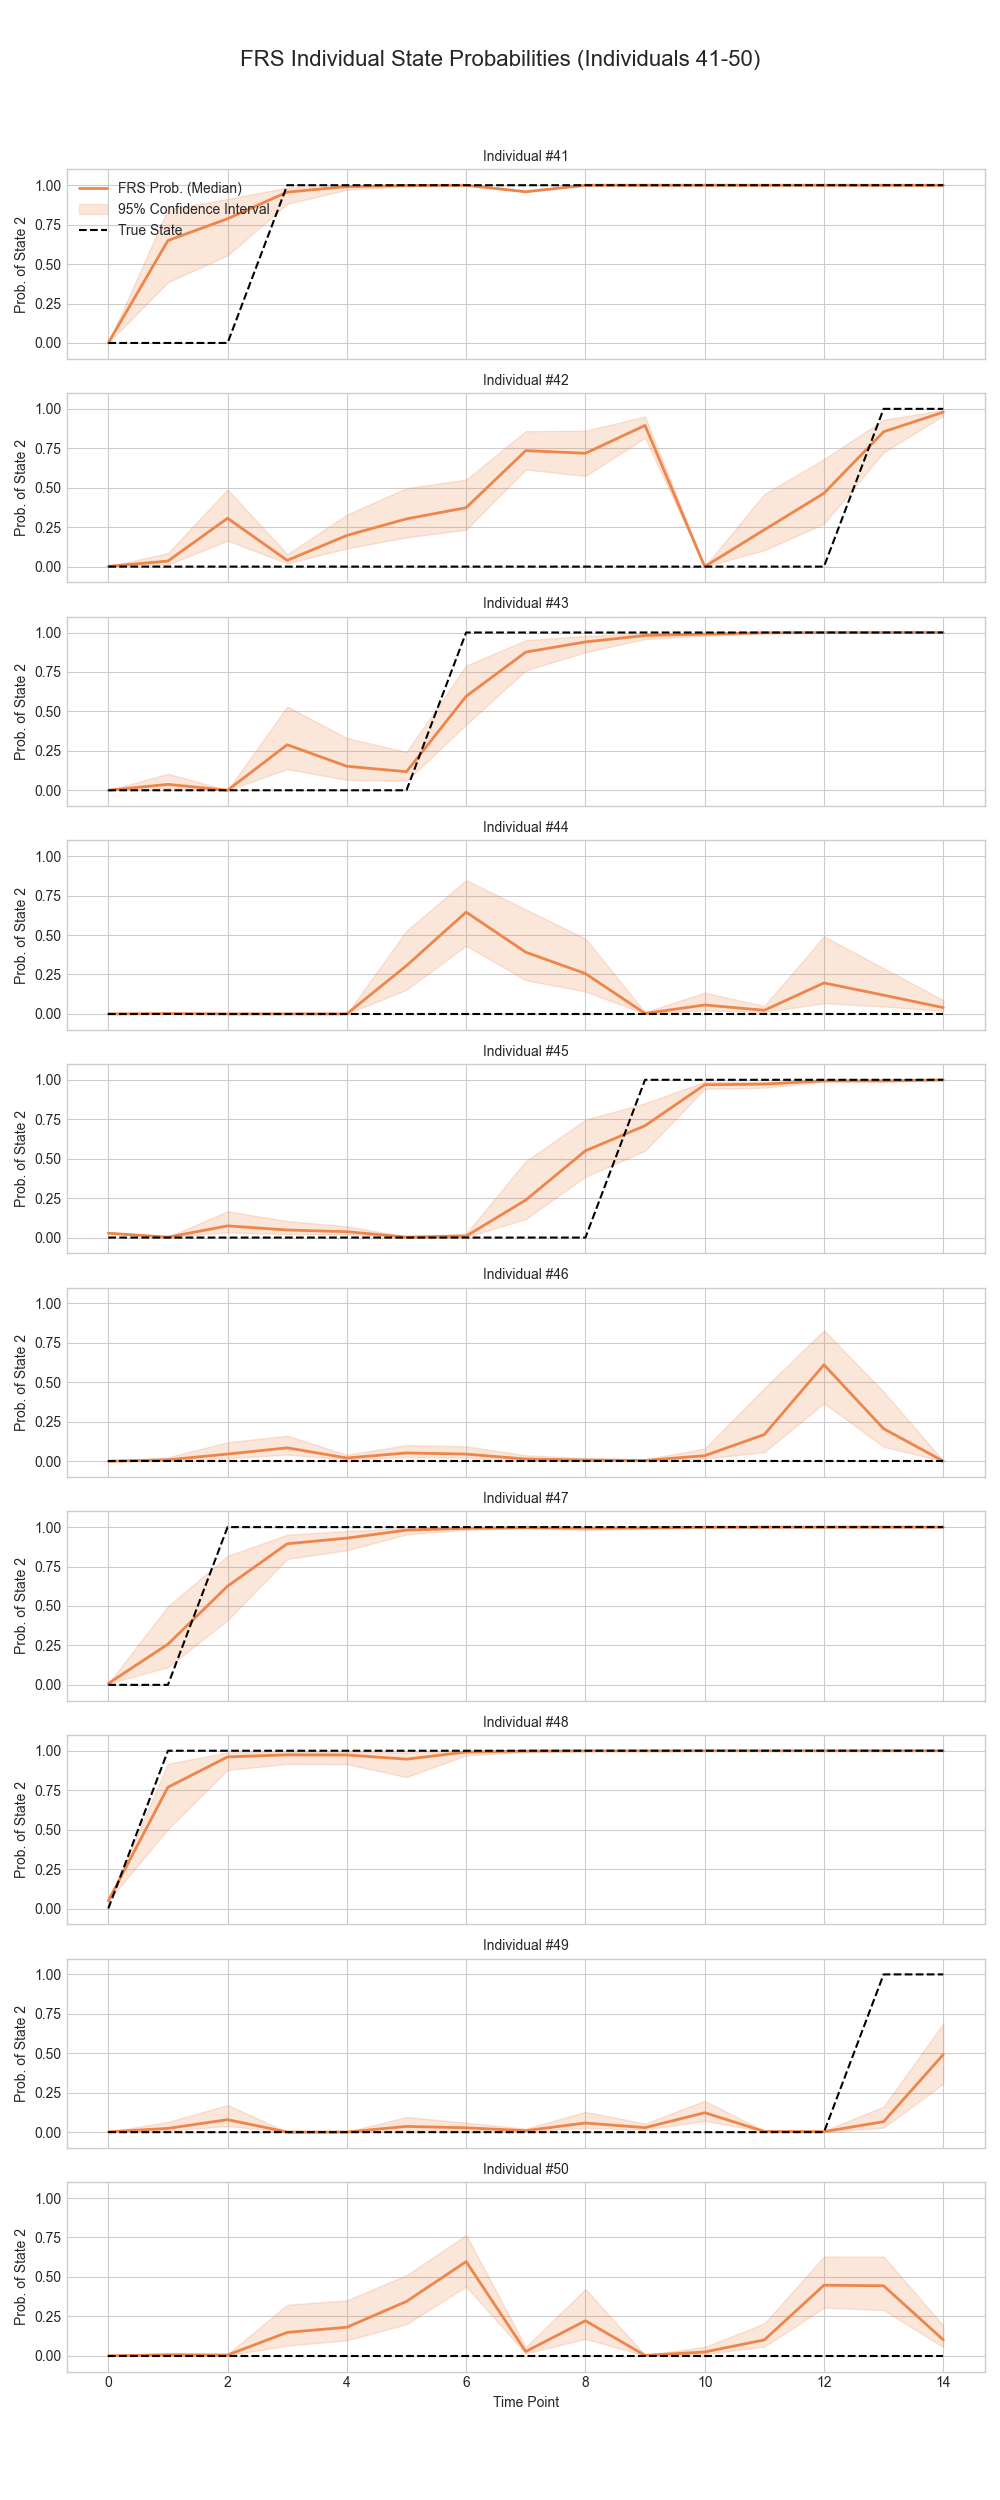 FRS Individual State Probabilities (Individuals 41-50)
Individual #41
1.00
0.75
0.50
0.25
0.00
Prob. of State 2
FRS Prob. (Median)
95% Confidence Interval
True State
Individual #42
1.00
0.75
0.50
0.25
0.00
Prob. of State 2
Individual #43
1.00
0.75
0.50
0.25
0.00
Prob. of State 2
Individual #44
1.00
0.75
0.50
0.25
0.00
Prob. of State 2
Individual #45
1.00
0.75
0.50
0.25
0.00
Prob. of State 2
Individual #46
1.00
0.75
0.50
0.25
0.00
Prob. of State 2
Individual #47
1.00
0.75
0.50
0.25
0.00
Prob. of State 2
Individual #48
1.00
0.75
0.50
0.25
0.00
Prob. of State 2
Individual #49
1.00
0.75
0.50
0.25
0.00
Prob. of State 2
Individual #50
1.00
0.75
0.50
0.25
0.00
Prob. of State 2
0 2 4 6 8 10 12 14
Time Point